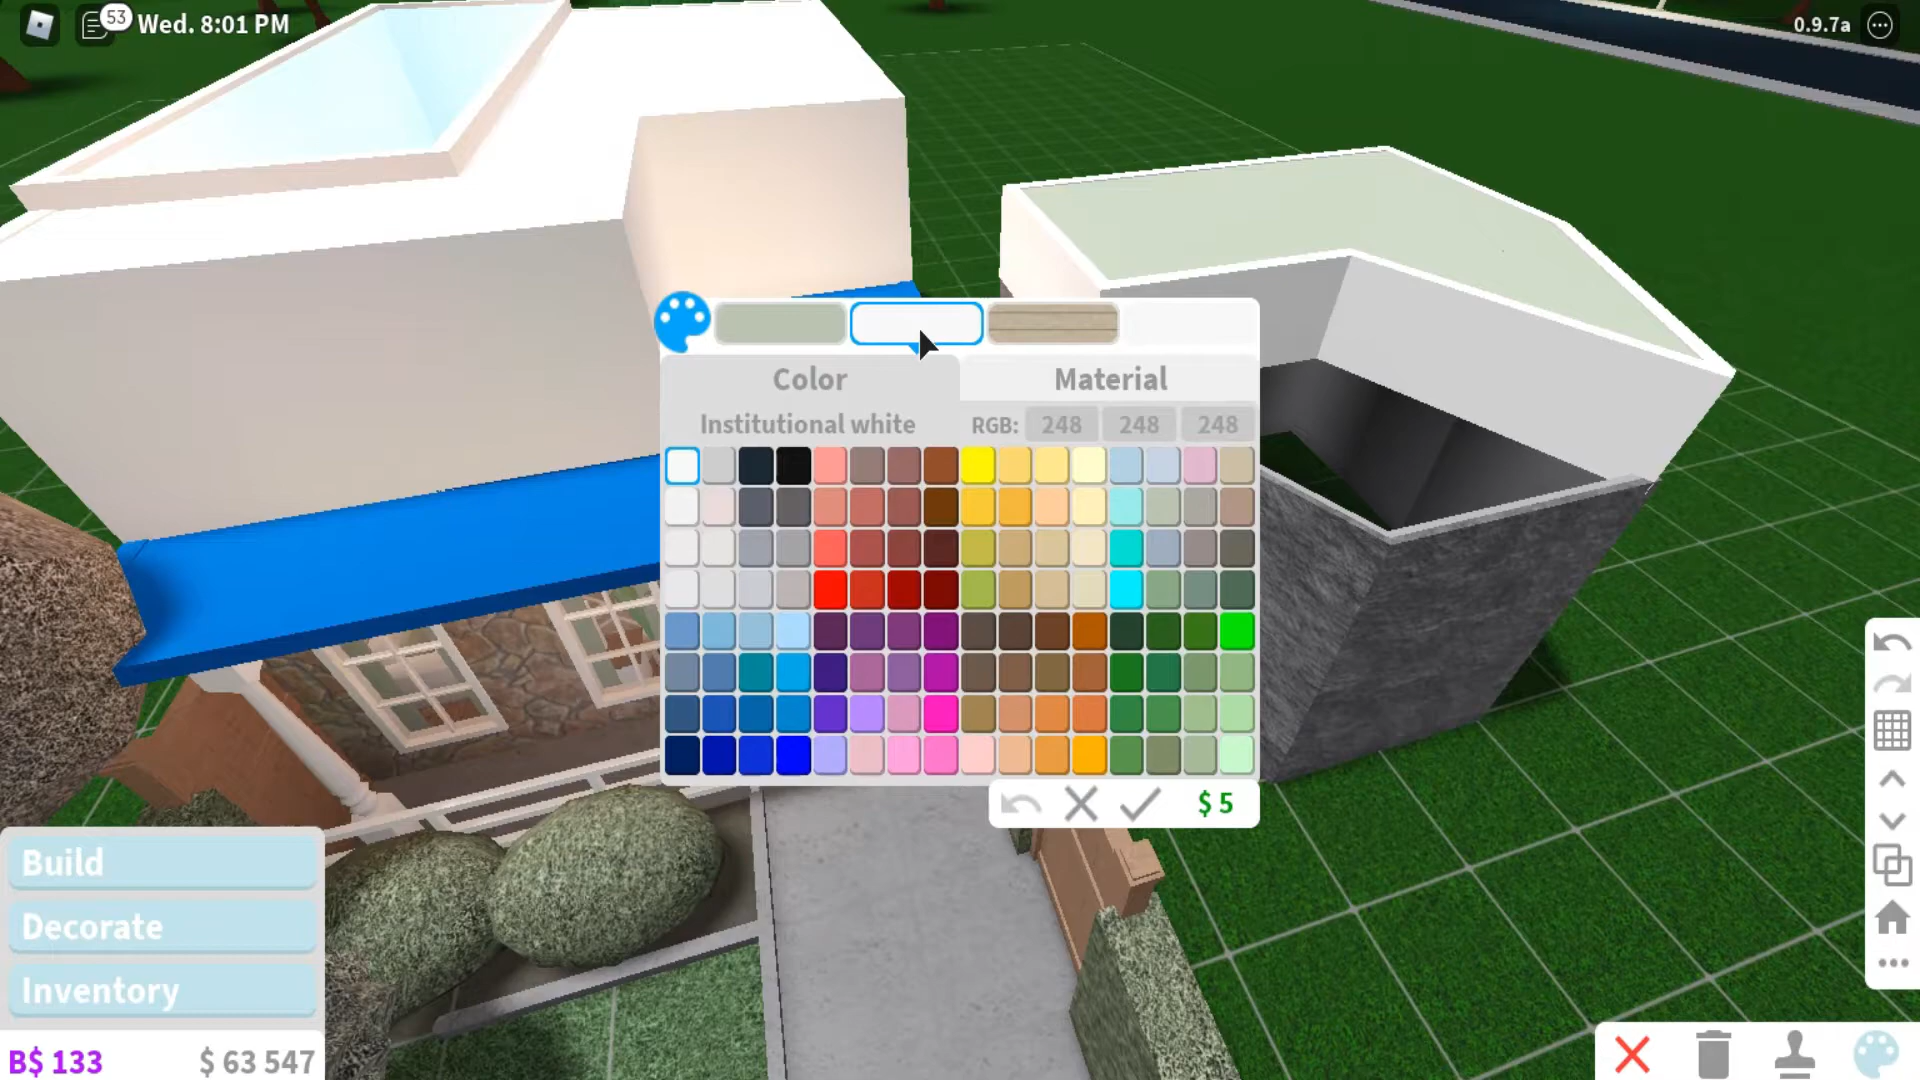 53
Wed. 8:01 PM
0.9.7a
Color
Material
Institutional white
RGB: 248 248 248
$ 5
Build
Decorate
Inventory
B$ 133
$ 63 547